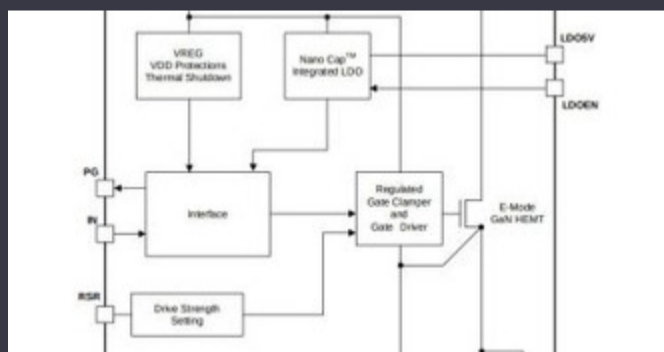 VREG
VDD Protections
Thermal Shutdown
Nano Cap™
Integrated LDO
LDO5V
LDOEN
PG
IN
Interface
Regulated
Gate Clamper
and
Gate Driver
E-Mode
GaN HEMT
RSR
Drive Strength
Setting